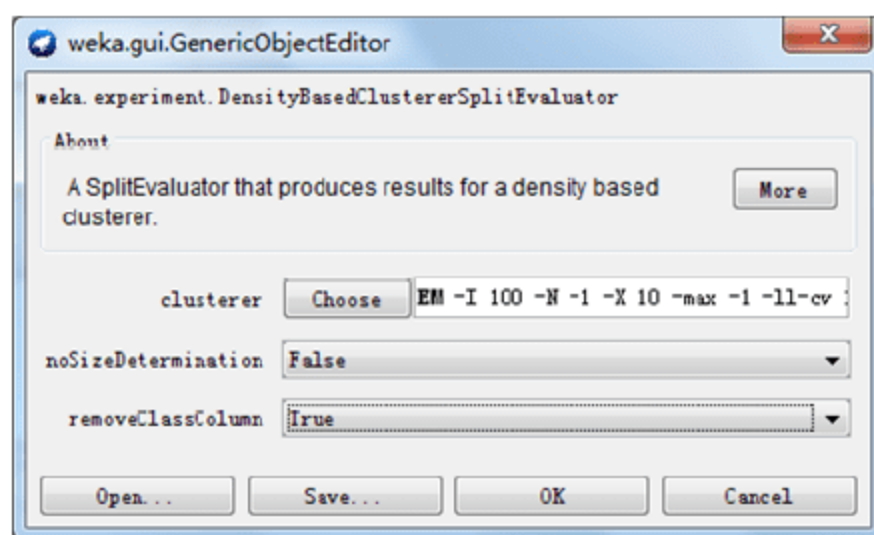 weka.gui.GenericObjectEditor
weka.experiment.DensityBasedClustererSplitEvaluator
About
A SplitEvaluator that produces results for a density based
clusterer.
More
clusterer
Choose
EM -I 100 -N -1 -X 10 -max -1 -ll-cv
noSizeDetermination
False
removeClassColumn
True
Open...
Save...
OK
Cancel